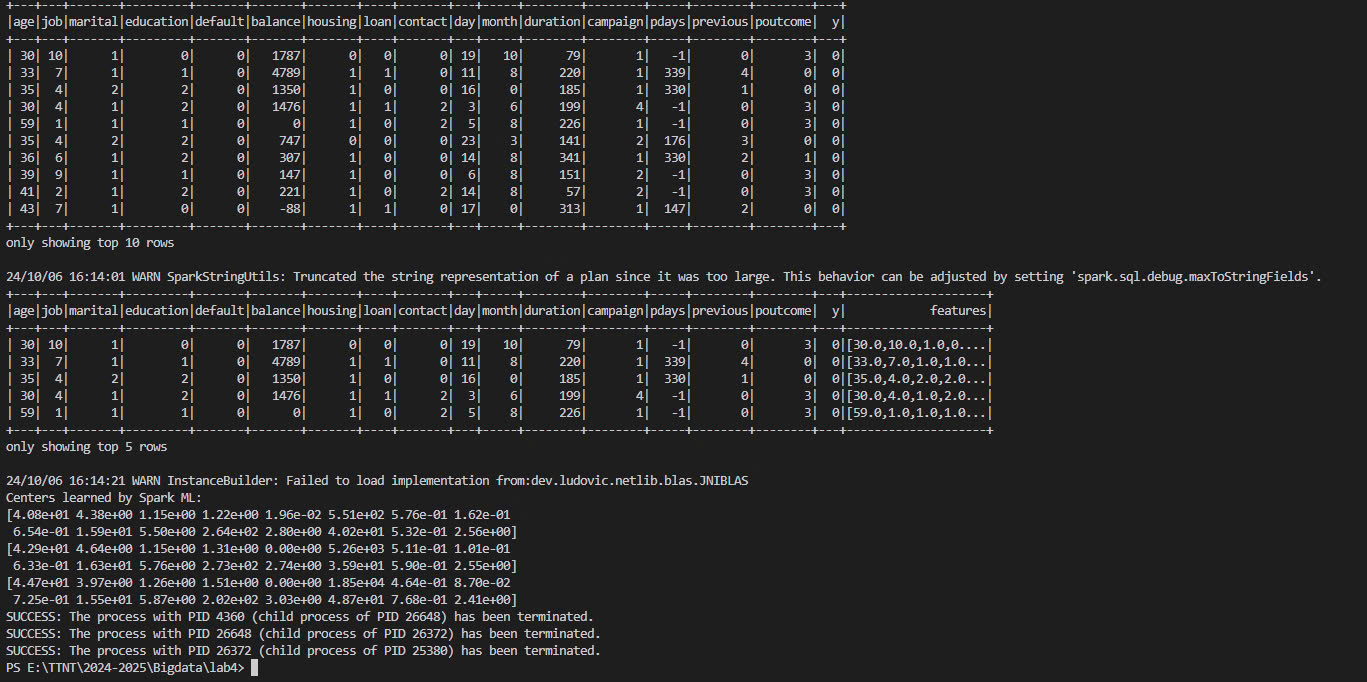 +---+---+-------+---------+-------+-------+-------+----+-------+---+-----+--------+--------+-----+--------+--------+---+
|age|job|marital|education|default|balance|housing|loan|contact|day|month|duration|campaign|pdays|previous|poutcome|  y|
+---+---+-------+---------+-------+-------+-------+----+-------+---+-----+--------+--------+-----+--------+--------+---+
| 30| 10|      1|        0|      0|   1787|      0|   0|      0| 19|   10|      79|       1|   -1|       0|       3|  0|
| 33|  7|      1|        1|      0|   4789|      1|   1|      0| 11|    8|     220|       1|  339|       4|       0|  0|
| 35|  4|      2|        2|      0|   1350|      1|   0|      0| 16|    0|     185|       1|  330|       1|       0|  0|
| 30|  4|      1|        2|      0|   1476|      1|   1|      2|  3|    6|     199|       4|   -1|       0|       3|  0|
| 59|  1|      1|        1|      0|      0|      1|   0|      2|  5|    8|     226|       1|   -1|       0|       3|  0|
| 35|  4|      2|        2|      0|    747|      0|   0|      0| 23|    3|     141|       2|  176|       3|       0|  0|
| 36|  6|      1|        2|      0|    307|      1|   0|      0| 14|    8|     341|       1|  330|       2|       1|  0|
| 39|  9|      1|        1|      0|    147|      1|   0|      0|  6|    8|     151|       2|   -1|       0|       3|  0|
| 41|  2|      1|        2|      0|    221|      1|   0|      2| 14|    8|      57|       2|   -1|       0|       3|  0|
| 43|  7|      1|        0|      0|    -88|      1|   1|      0| 17|    0|     313|       1|  147|       2|       0|  0|
+---+---+-------+---------+-------+-------+-------+----+-------+---+-----+--------+--------+-----+--------+--------+---+
only showing top 10 rows
24/10/06 16:14:01 WARN SparkStringUtils: Truncated the string representation of a plan since it was too large. This behavior can be adjusted by setting 'spark.sql.debug.maxToStringFields'.
+---+---+-------+---------+-------+-------+-------+----+-------+---+-----+--------+--------+-----+--------+--------+---+--------------------+
|age|job|marital|education|default|balance|housing|loan|contact|day|month|duration|campaign|pdays|previous|poutcome|  y|            features|
+---+---+-------+---------+-------+-------+-------+----+-------+---+-----+--------+--------+-----+--------+--------+---+--------------------+
| 30| 10|      1|        0|      0|   1787|      0|   0|      0| 19|   10|      79|       1|   -1|       0|       3|  0|[30.0,10.0,1.0,0....|
| 33|  7|      1|        1|      0|   4789|      1|   1|      0| 11|    8|     220|       1|  339|       4|       0|  0|[33.0,7.0,1.0,1.0...|
| 35|  4|      2|        2|      0|   1350|      1|   0|      0| 16|    0|     185|       1|  330|       1|       0|  0|[35.0,4.0,2.0,2.0...|
| 30|  4|      1|        2|      0|   1476|      1|   1|      2|  3|    6|     199|       4|   -1|       0|       3|  0|[30.0,4.0,1.0,2.0...|
| 59|  1|      1|        1|      0|      0|      1|   0|      2|  5|    8|     226|       1|   -1|       0|       3|  0|[59.0,1.0,1.0,1.0...|
+---+---+-------+---------+-------+-------+-------+----+-------+---+-----+--------+--------+-----+--------+--------+---+--------------------+
only showing top 5 rows
24/10/06 16:14:21 WARN InstanceBuilder: Failed to load implementation from:dev.ludovic.netlib.blas.JNIBLAS
Centers learned by Spark ML:
[4.08e+01 4.38e+00 1.15e+00 1.22e+00 1.96e-02 5.51e+02 5.76e-01 1.62e-01
 6.54e-01 1.59e+01 5.50e+00 2.64e+02 2.80e+00 4.02e+01 5.32e-01 2.56e+00]
[4.29e+01 4.64e+00 1.15e+00 1.31e+00 0.00e+00 5.26e+03 5.11e-01 1.01e-01
 6.33e-01 1.63e+01 5.76e+00 2.73e+02 2.74e+00 3.59e+01 5.90e-01 2.55e+00]
[4.47e+01 3.97e+00 1.26e+00 1.51e+00 0.00e+00 1.85e+04 4.64e-01 8.70e-02
 7.25e-01 1.55e+01 5.87e+00 2.02e+02 3.03e+00 4.87e+01 7.68e-01 2.41e+00]
SUCCESS: The process with PID 4360 (child process of PID 26648) has been terminated.
SUCCESS: The process with PID 26648 (child process of PID 26372) has been terminated.
SUCCESS: The process with PID 26372 (child process of PID 25380) has been terminated.
PS E:\TTNT\2024-2025\Bigdata\lab4>